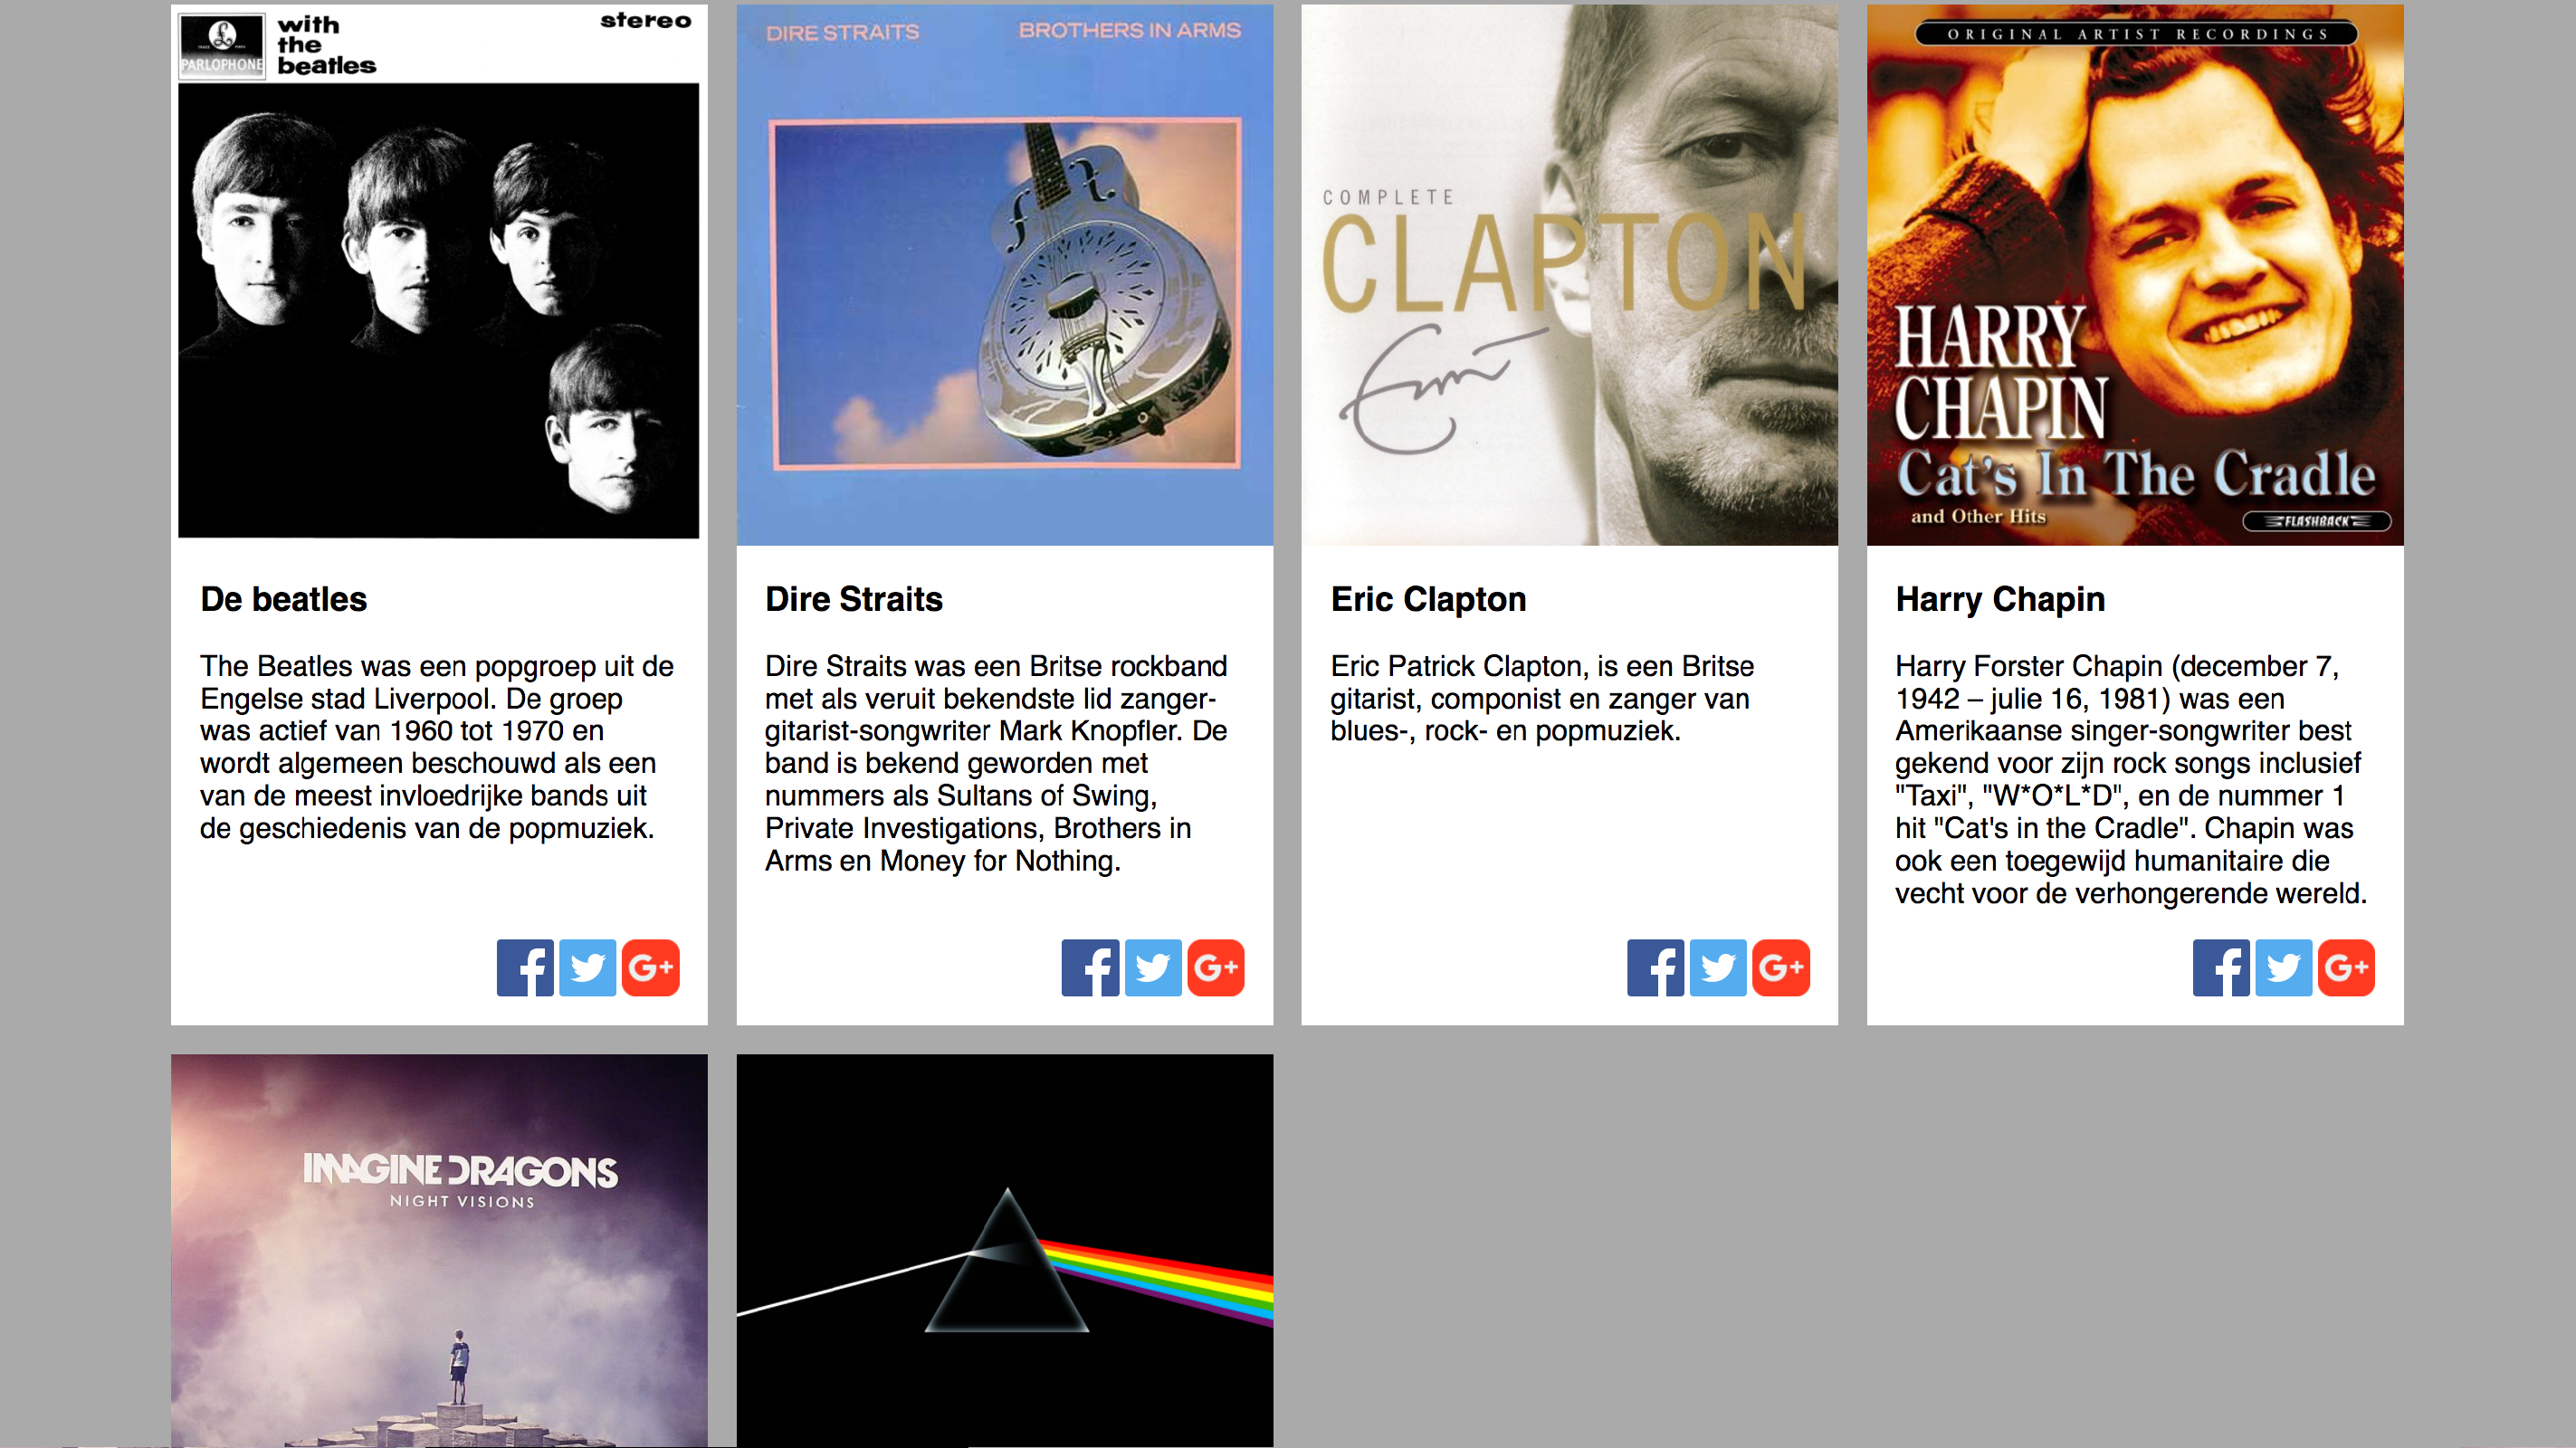 with
the
beatles
stereo
PARLOPHONE
DIRE STRAITS
BROTHERS IN ARMS
COMPLETE
CLAPTON
Eric
ORIGINAL ARTIST RECORDINGS
HARRY
CHAPIN
Cat's In The Cradle
and Other Hits
FLASHBACK
De beatles
The Beatles was een popgroep uit de
Engelse stad Liverpool. De groep
was actief van 1960 tot 1970 en
wordt algemeen beschouwd als een
van de meest invloedrijke bands uit
de geschiedenis van de popmuziek.
G+
Dire Straits
Dire Straits was een Britse rockband
met als veruit bekendste lid zanger-
gitarist-songwriter Mark Knopfler. De
band is bekend geworden met
nummers als Sultans of Swing,
Private Investigations, Brothers in
Arms en Money for Nothing.
G+
Eric Clapton
Eric Patrick Clapton, is een Britse
gitarist, componist en zanger van
blues-, rock- en popmuziek.
G+
Harry Chapin
Harry Forster Chapin (december 7,
1942 – julie 16, 1981) was een
Amerikaanse singer-songwriter best
gekend voor zijn rock songs inclusief
"Taxi", "W*O*L*D", en de nummer 1
hit "Cat's in the Cradle". Chapin was
ook een toegewijd humanitaire die
vecht voor de verhongerende wereld.
G+
IMAGINE DRAGONS
NIGHT VISIONS